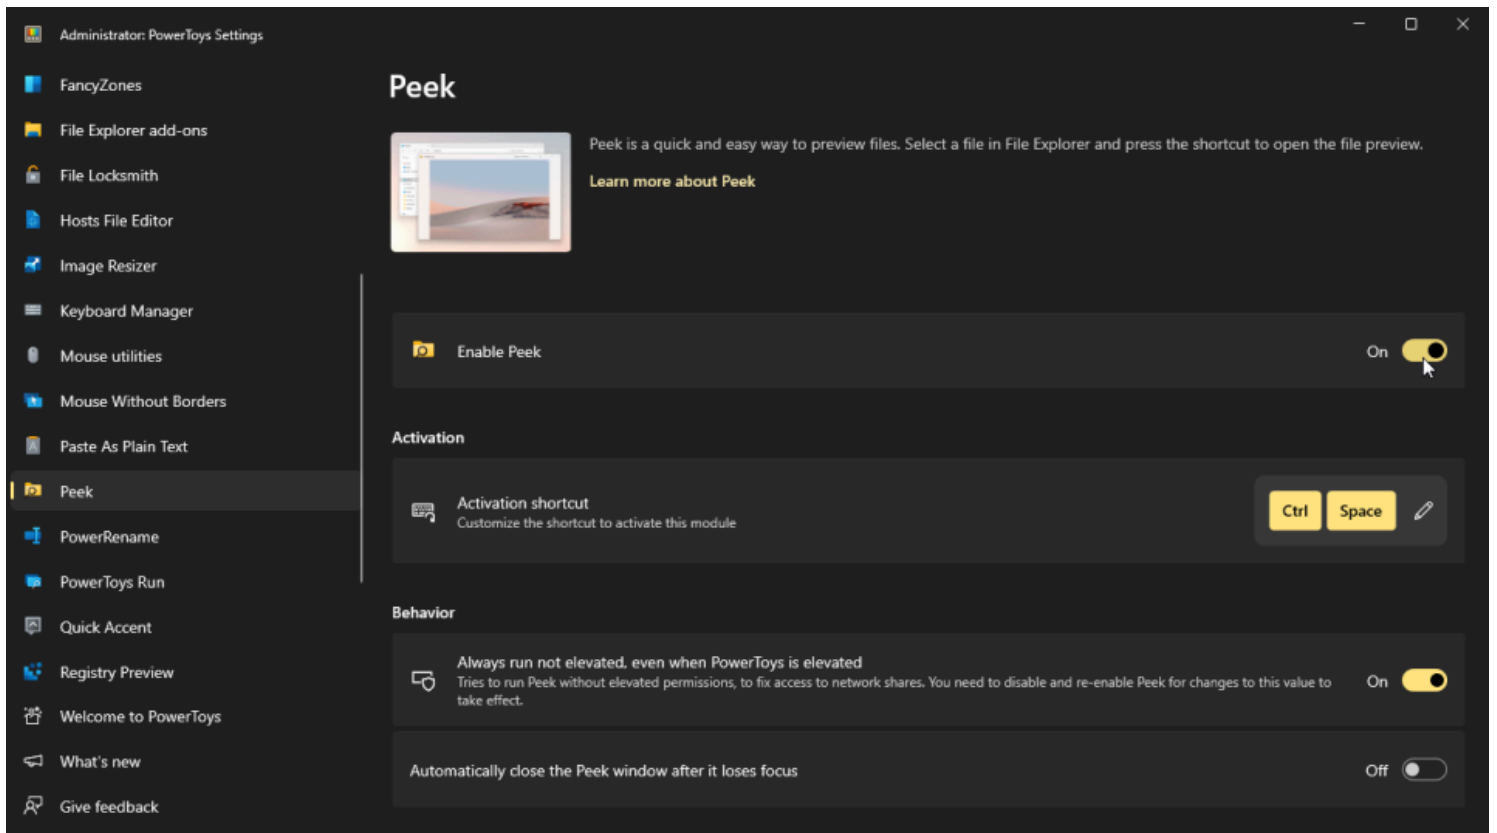 Administrator: PowerToys Settings
FancyZones
File Explorer add-ons
File Locksmith
Hosts File Editor
Image Resizer
Keyboard Manager
Mouse utilities
Mouse Without Borders
Paste As Plain Text
Peek
PowerRename
PowerToys Run
Quick Accent
Registry Preview
Welcome to PowerToys
What's new
Give feedback
Peek
Peek is a quick and easy way to preview files. Select a file in File Explorer and press the shortcut to open the file preview.
Learn more about Peek
Enable Peek
On
Activation
Activation shortcut
Customize the shortcut to activate this module
Ctrl Space
Behavior
Always run not elevated, even when PowerToys is elevated
Tries to run Peek without elevated permissions, to fix access to network shares. You need to disable and re-enable Peek for changes to this value to
take effect.
On
Automatically close the Peek window after it loses focus
Off